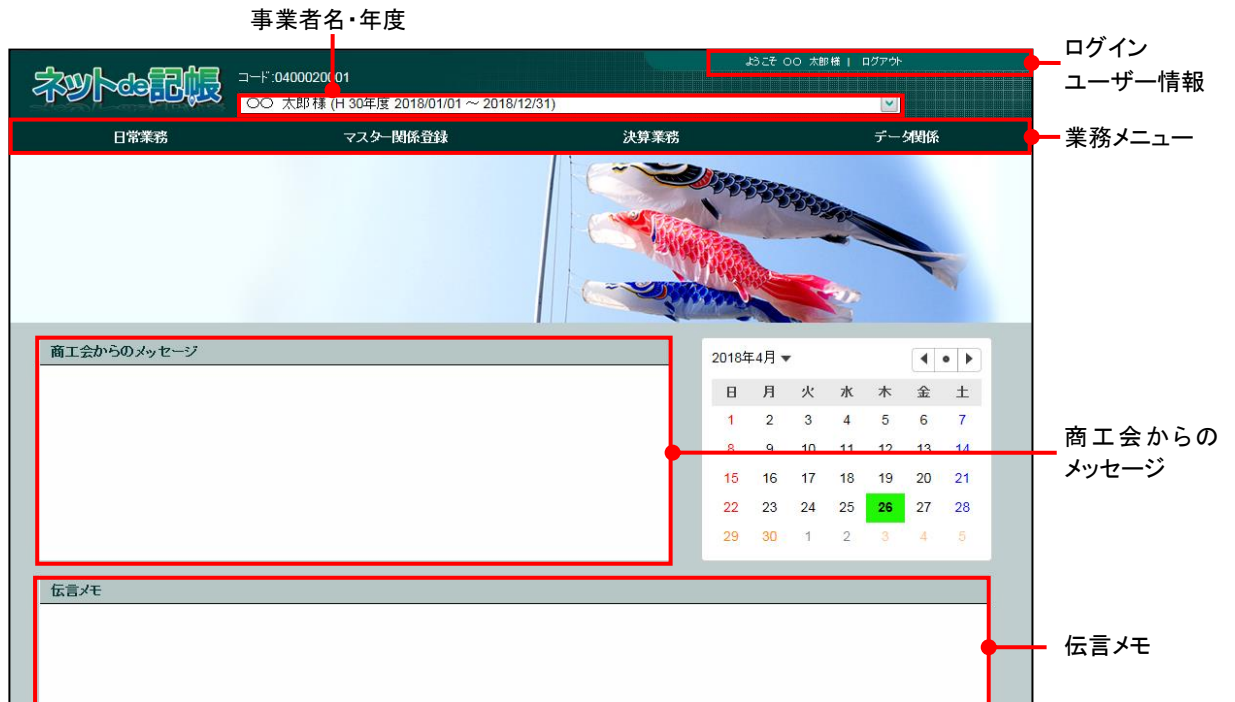 事業者名・年度
ログイン
ユーザー情報
ようこそ 〇〇 太郎 様 | ログアウト
ネットde記帳
コード:0400020001
〇〇 太郎 様 (H 30年度 2018/01/01 ~ 2018/12/31)
日常業務 マスター関係登録 決算業務 データ関係
業務メニュー
商工会からのメッセージ
2018年4月
日 月 火 水 木 金 土
1 2 3 4 5 6 7
8 9 10 11 12 13 14
15 16 17 18 19 20 21
22 23 24 25 26 27 28
29 30 1 2 3 4 5
商工会からの
メッセージ
伝言メモ
伝言メモ